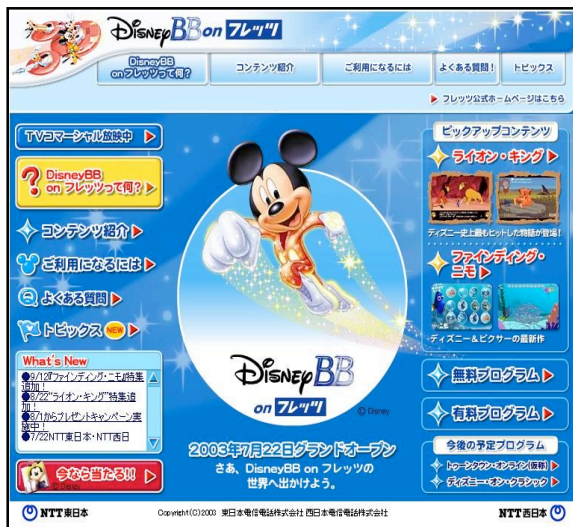 Disney BB on フレッツ
DisneyBB
on フレッツって何?
コンテンツ紹介
ご利用になるには
よくある質問!
トピックス
フレッツ公式ホームページはこちら
TVコマーシャル放映中
DisneyBB
on フレッツって何?
コンテンツ紹介
ご利用になるには
よくある質問
トピックス NEW
What's New
●9/12『ファインディング・ニモ』特集
追加!
●8/22"ライオン・キング"特集追
加!
●8/1からプレゼントキャンペーン実
施中!
●7/22NTT東日本・NTT西日
今なら当たる!!
© Disney
Disney BB
on フレッツ
© Disney
2003年7月22日グランドオープン
さあ、DisneyBB on フレッツの
世界へ出かけよう。
ピックアップコンテンツ
ライオン・キング
ディズニー史上最もヒットした物語が登場!
ファインディング・
ニモ
ディズニー&ピクサーの最新作
無料プログラム
有料プログラム
今後の予定プログラム
トゥーンタウン・オンライン(仮称)
ディズニー・オン・クラシック
NTT東日本
Copyright(C)2003 東日本電信電話株式会社 西日本電信電話株式会社
NTT西日本